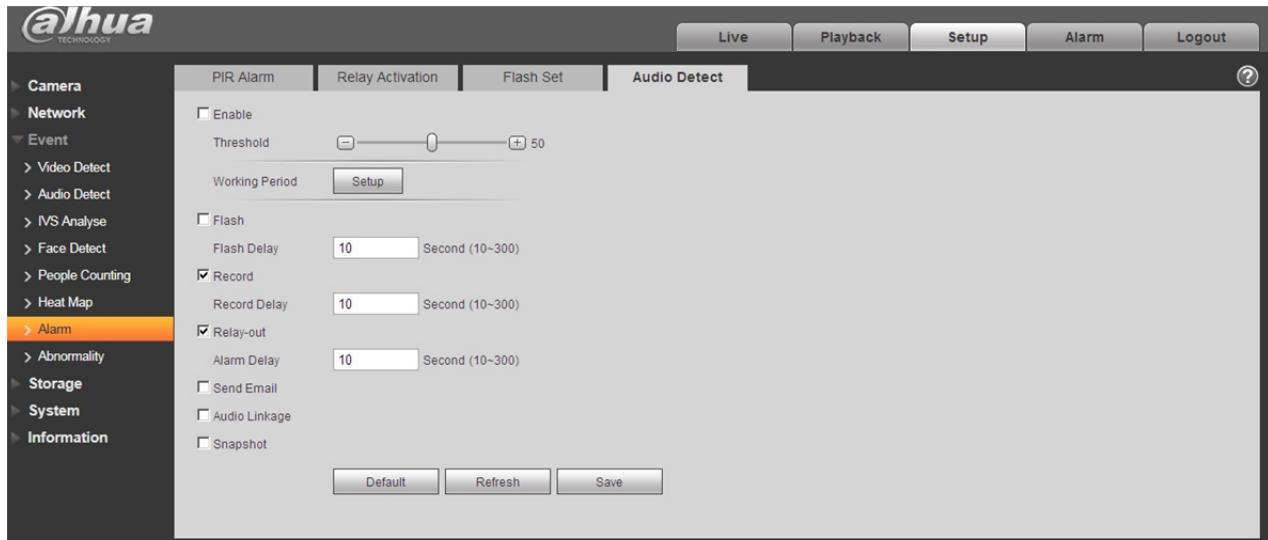 alhua
TECHNOLOGY
Live Playback Setup Alarm Logout
PIR Alarm Relay Activation Flash Set Audio Detect ?
Camera
Network
Event
> Video Detect
> Audio Detect
> IVS Analyse
> Face Detect
> People Counting
> Heat Map
> Alarm
> Abnormality
Storage
System
Information
Enable
Threshold 50
Working Period Setup
Flash
Flash Delay 10 Second (10~300)
Record
Record Delay 10 Second (10~300)
Relay-out
Alarm Delay 10 Second (10~300)
Send Email
Audio Linkage
Snapshot
Default Refresh Save